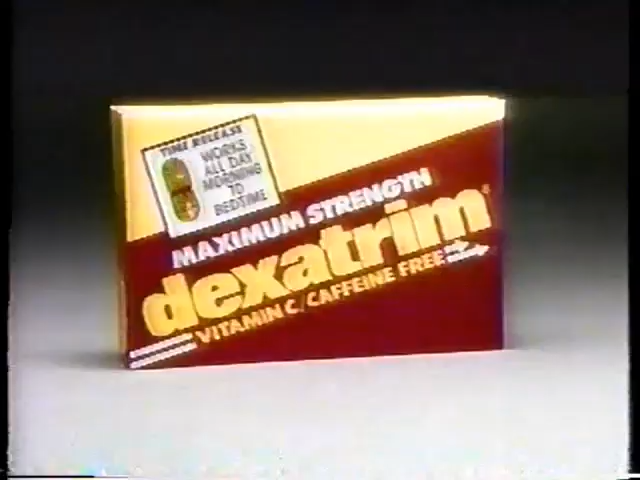 TIME RELEASE
WORKS
ALL DAY
MORNING
TO
BEDTIME
MAXIMUM STRENGTH
dexatrim®
VITAMIN C/CAFFEINE FREE